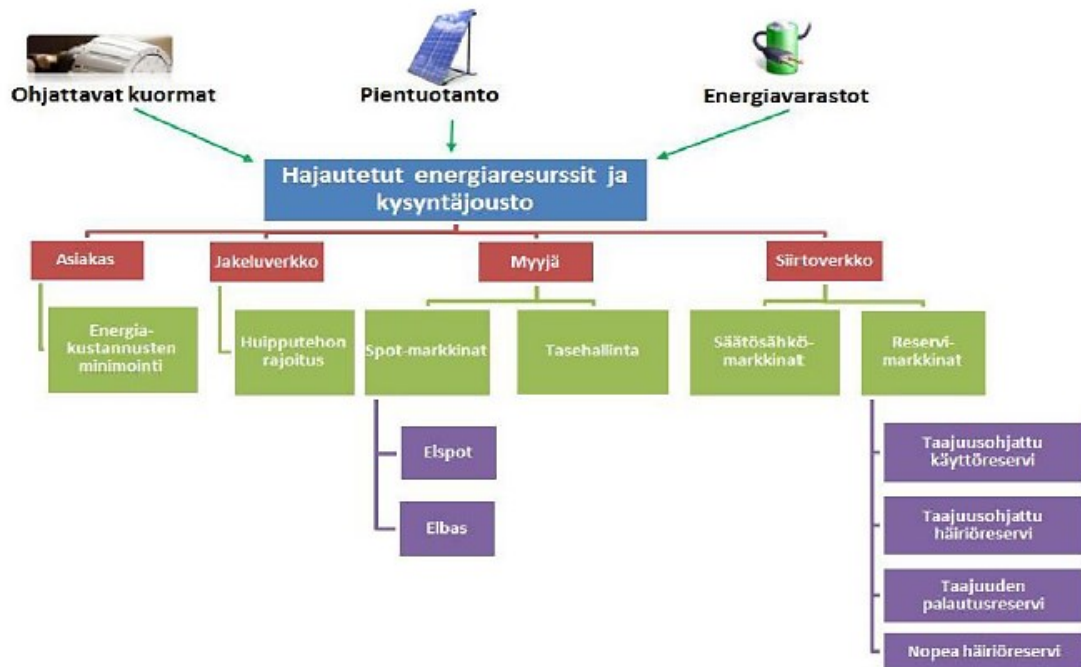 Ohjattavat kuormat
Pientuotanto
Energiavarastot
Hajautetut energiaresurssit ja
kysyntäjousto
Asiakas
Jakeluverkko
Myyjä
Siirtoverkko
Energia-
kustannusten
minimointi
Huipputehon
rajoitus
Spot-markkinat
Tasehallinta
Säätösähkö-
markkinat
Reservi-
markkinat
Elspot
Elbas
Taajuusohjattu
käyttöreservi
Taajuusohjattu
häiriöreservi
Taajuuden
palautusreservi
Nopea häiriöreservi